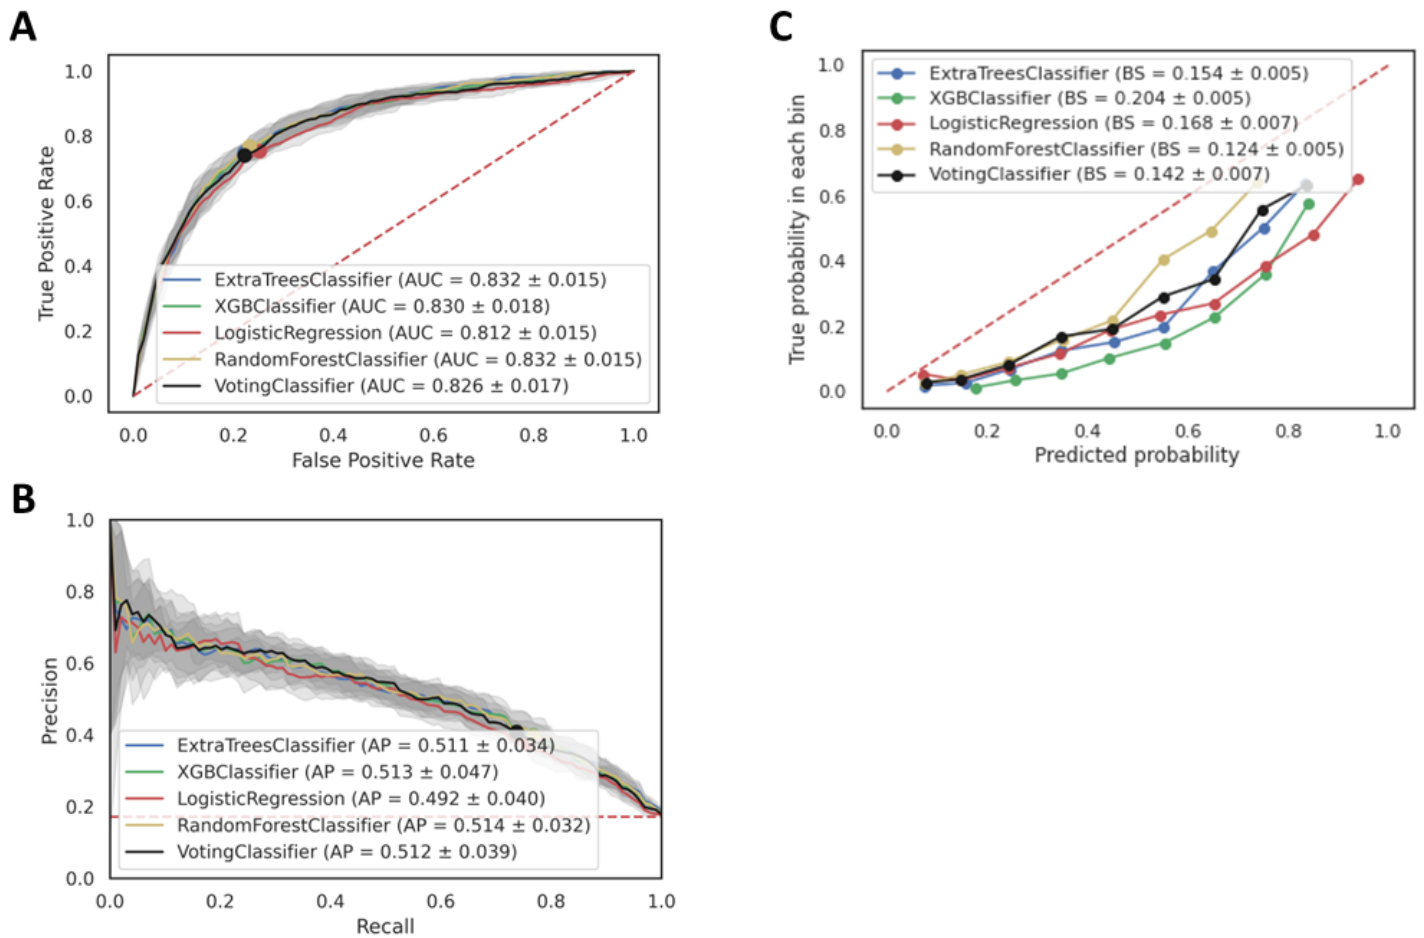 A
1.0
0.8
0.6
0.4
0.2
0.0
True Positive Rate
ExtraTreesClassifier (AUC = 0.832 ± 0.015)
XGBClassifier (AUC = 0.830 ± 0.018)
LogisticRegression (AUC = 0.812 ± 0.015)
RandomForestClassifier (AUC = 0.832 ± 0.015)
VotingClassifier (AUC = 0.826 ± 0.017)
0.0 0.2 0.4 0.6 0.8 1.0
False Positive Rate
C
1.0
0.8
0.6
0.4
0.2
0.0
True probability in each bin
ExtraTreesClassifier (BS = 0.154 ± 0.005)
XGBClassifier (BS = 0.204 ± 0.005)
LogisticRegression (BS = 0.168 ± 0.007)
RandomForestClassifier (BS = 0.124 ± 0.005)
VotingClassifier (BS = 0.142 ± 0.007)
0.0 0.2 0.4 0.6 0.8 1.0
Predicted probability
B
1.0
0.8
0.6
0.4
0.2
0.0
Precision
ExtraTreesClassifier (AP = 0.511 ± 0.034)
XGBClassifier (AP = 0.513 ± 0.047)
LogisticRegression (AP = 0.492 ± 0.040)
RandomForestClassifier (AP = 0.514 ± 0.032)
VotingClassifier (AP = 0.512 ± 0.039)
0.0 0.2 0.4 0.6 0.8 1.0
Recall